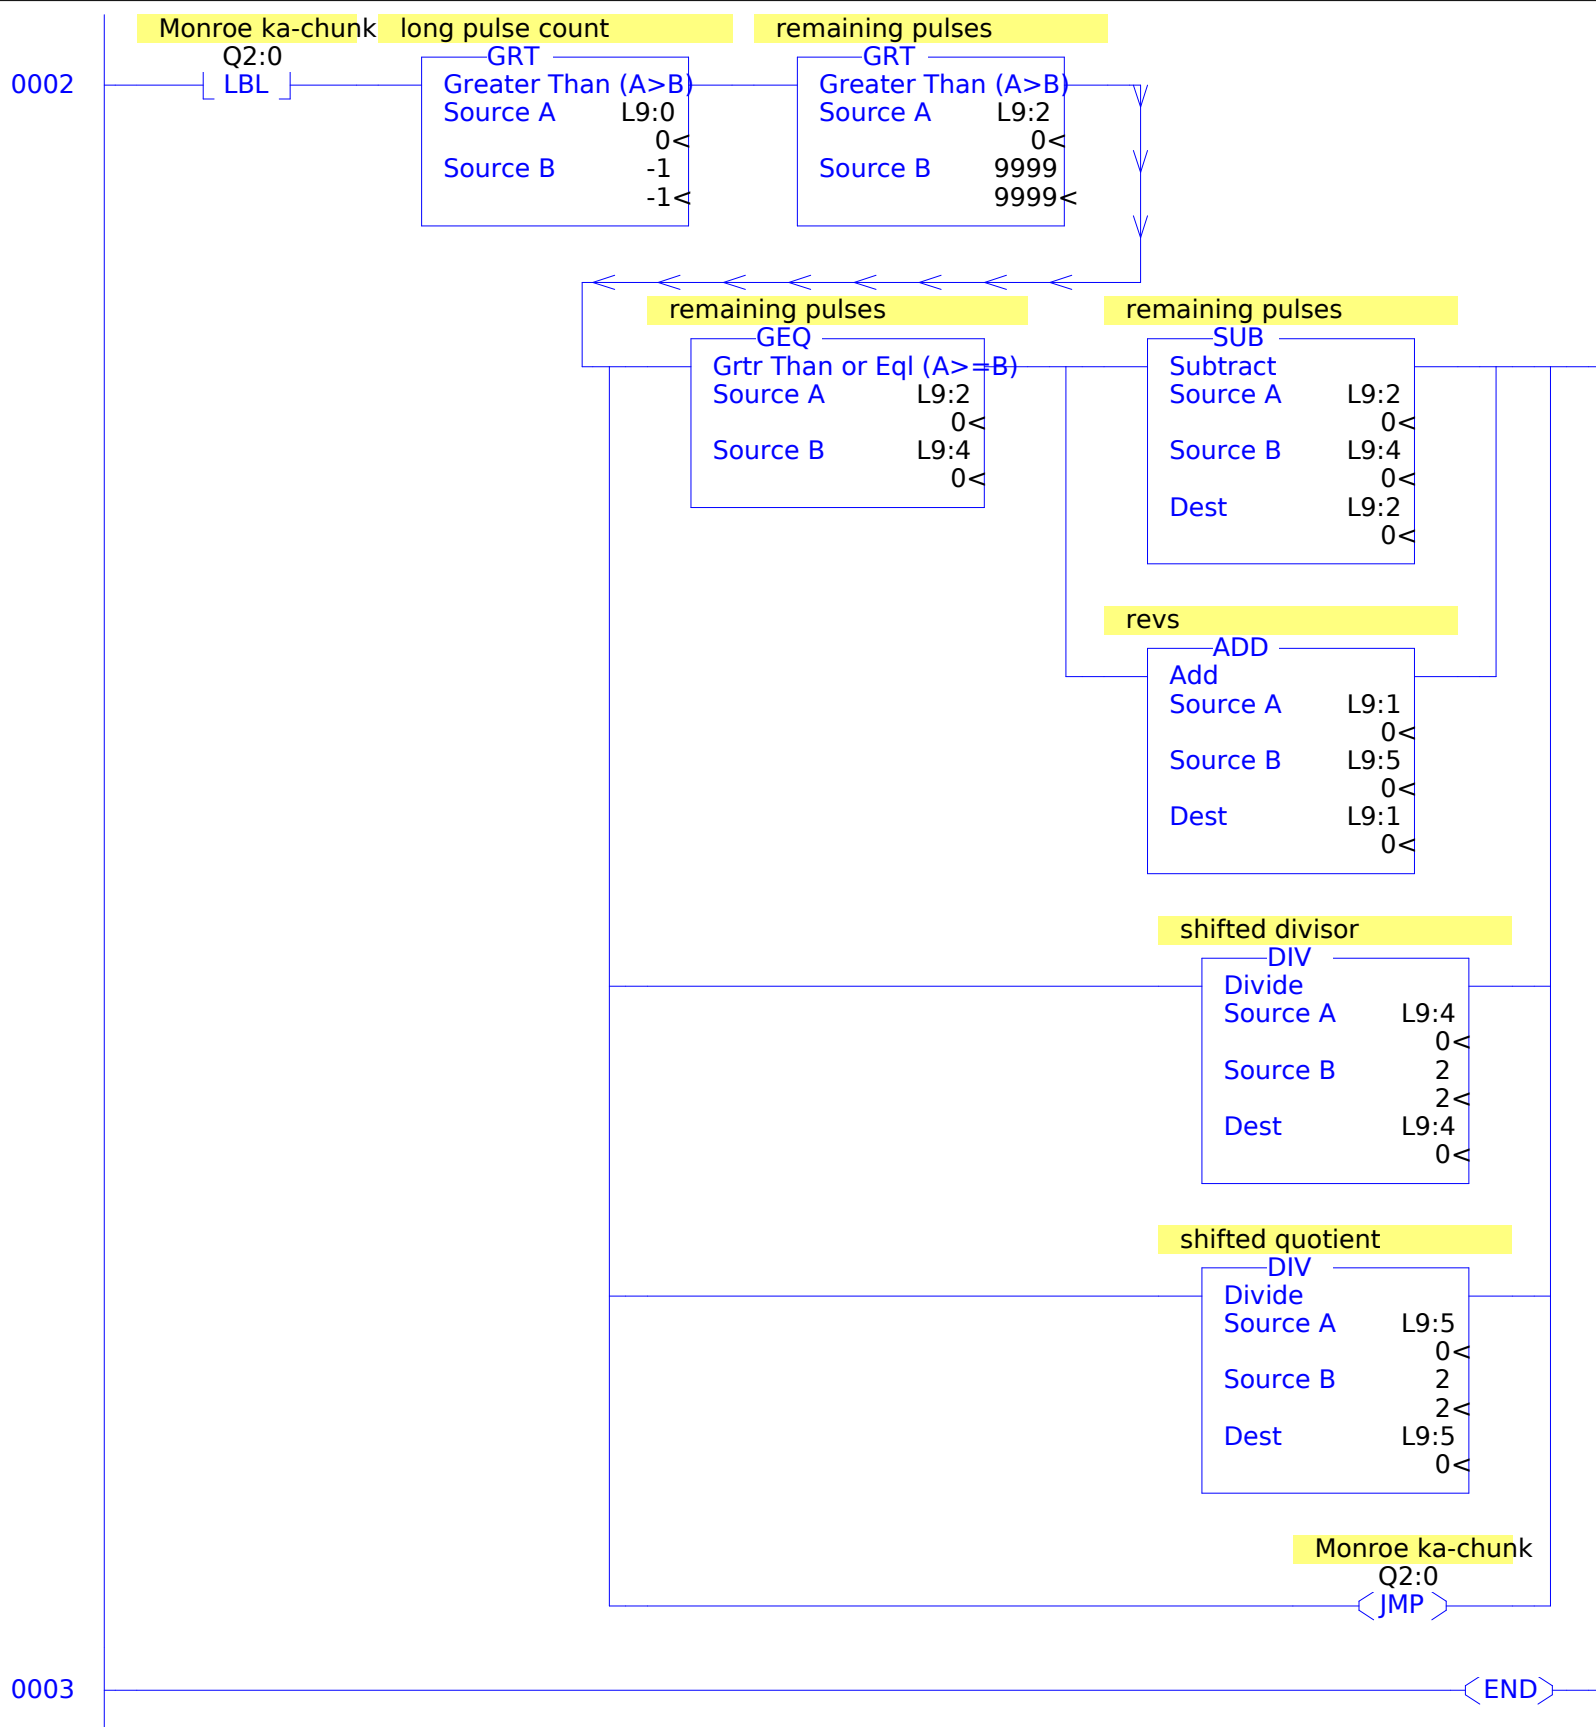 Monroe ka-chunk long pulse count remaining pulses
Q2:0 GRT GRT
0002 LBL Greater Than (A>B) Greater Than (A>B)
Source A L9:0 Source A L9:2
0< 0<
Source B -1 Source B 9999
-1< 9999<
remaining pulses remaining pulses
GEQ SUB
Grtr Than or Eql (A>=B) Subtract
Source A L9:2 Source A L9:2
0< 0<
Source B L9:4 Source B L9:4
0< 0<
Dest L9:2
0<
revs
ADD
Add
Source A L9:1
0<
Source B L9:5
0<
Dest L9:1
0<
shifted divisor
DIV
Divide
Source A L9:4
0<
Source B 2
2<
Dest L9:4
0<
shifted quotient
DIV
Divide
Source A L9:5
0<
Source B 2
2<
Dest L9:5
0<
Monroe ka-chunk
Q2:0
JMP
0003 END